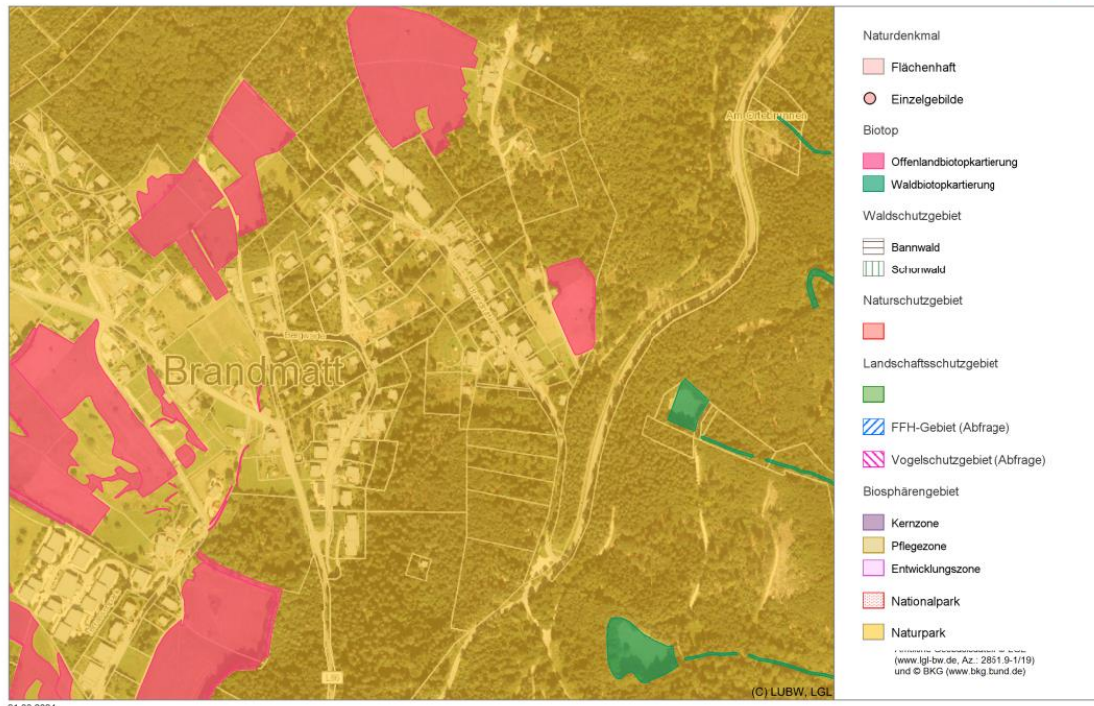 Brandmatt
L86
(C) LUBW, LGL
Naturdenkmal
Flächenhaft
Einzelgebilde
Biotop
Offenlandbiotopkartierung
Waldbiotopkartierung
Waldschutzgebiet
Bannwald
Schonwald
Naturschutzgebiet
Landschaftsschutzgebiet
FFH-Gebiet (Abfrage)
Vogelschutzgebiet (Abfrage)
Biosphärengebiet
Kernzone
Pflegezone
Entwicklungszone
Nationalpark
Naturpark
(www.lgl-bw.de, Az.: 2851.9-1/19)
und © BKG (www.bkg.bund.de)